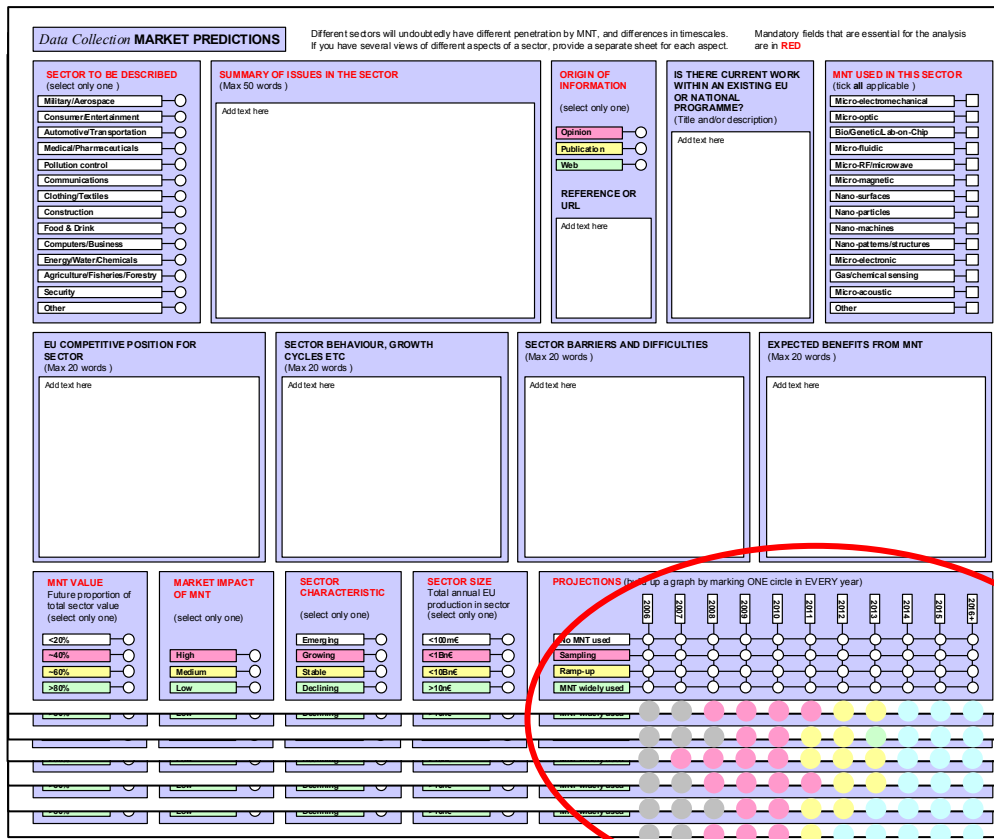 Data Collection MARKET PREDICTIONS
Different sectors will undoubtedly have different penetration by MNT, and differences in timescales.
If you have several views of different aspects of a sector, provide a separate sheet for each aspect.
Mandatory fields that are essential for the analysis
are in RED
SECTOR TO BE DESCRIBED
(select only one )
Military/Aerospace
Consumer/Entertainment
Automotive/Transportation
Medical/Pharmaceuticals
Pollution control
Communications
Clothing/Textiles
Construction
Food & Drink
Computers/Business
Energy/Water/Chemicals
Agriculture/Fisheries/Forestry
Security
Other
SUMMARY OF ISSUES IN THE SECTOR
(Max 50 words )
Add text here
ORIGIN OF
INFORMATION
(select only one)
Opinion
Publication
Web
REFERENCE OR
URL
Add text here
IS THERE CURRENT WORK
WITHIN AN EXISTING EU
OR NATIONAL
PROGRAMME?
(Title and/or description)
Add text here
MNT USED IN THIS SECTOR
(tick all applicable )
Micro-electromechanical
Micro-optic
Bio/Genetic/Lab-on-Chip
Micro-fluidic
Micro-RF/microwave
Micro-magnetic
Nano-surfaces
Nano-particles
Nano-machines
Nano-patterns/structures
Micro-electronic
Gas/chemical sensing
Micro-acoustic
Other
EU COMPETITIVE POSITION FOR
SECTOR
(Max 20 words )
Add text here
SECTOR BEHAVIOUR, GROWTH
CYCLES ETC
(Max 20 words )
Add text here
SECTOR BARRIERS AND DIFFICULTIES
(Max 20 words )
Add text here
EXPECTED BENEFITS FROM MNT
(Max 20 words )
Add text here
MNT VALUE
Future proportion of
total sector value
(select only one)
<20%
~40%
~60%
>80%
MARKET IMPACT
OF MNT
(select only one)
High
Medium
Low
SECTOR
CHARACTERISTIC
(select only one)
Emerging
Growing
Stable
Declining
SECTOR SIZE
Total annual EU
production in sector
(select only one)
<100m€
<1Bn€
<10Bn€
>10n€
PROJECTIONS (build up a graph by marking ONE circle in EVERY year)
2006
2007
2008
2009
2010
2011
2012
2013
2014
2015
2016+
No MNT used
Sampling
Ramp-up
MNT widely used